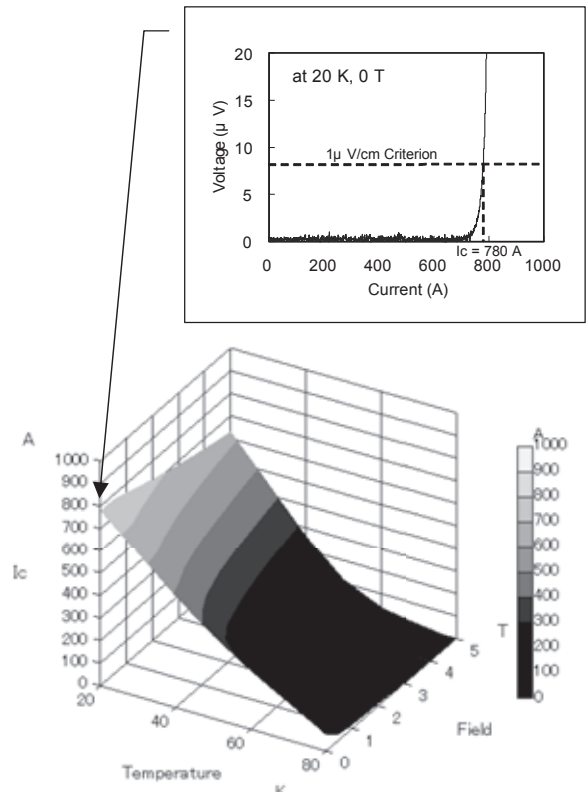 20
at 20 K, 0 T
15
Voltage (µ V)
10
1µ V/cm Criterion
5
0
Ic = 780 A
0 200 400 600 800 1000
Current (A)
A
1000
900
800
700
600
500
400
300
200
100
0
Ic
20
40
60
80
Temperature
K
0
1
2
3
4
5
T
Field
A
1000
900
800
700
600
500
400
300
200
100
0